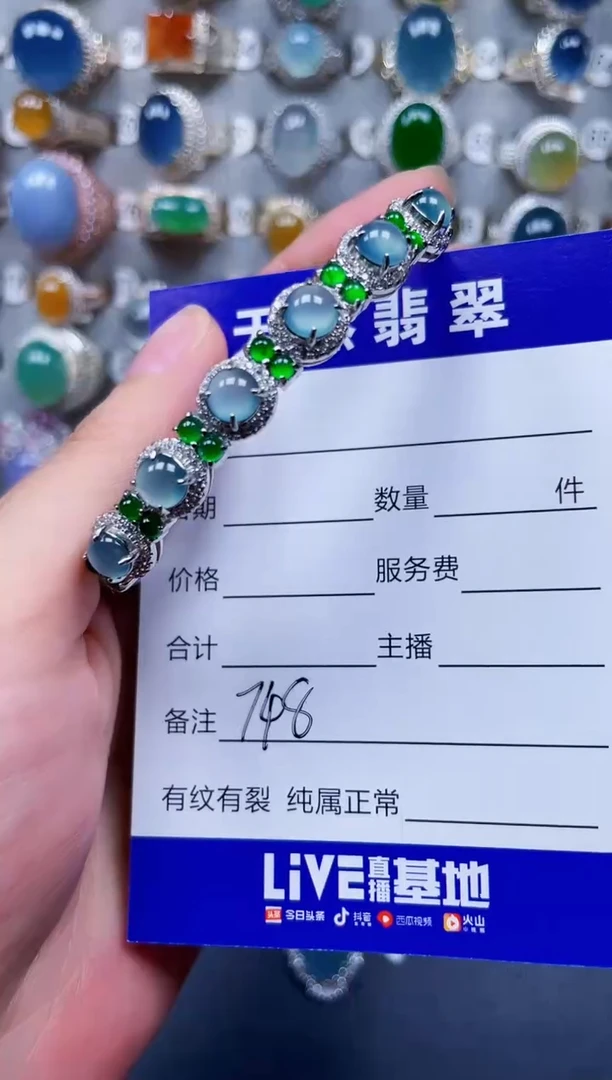 翡翠
期 数量 件
价格 服务费
合计 主播
备注 748
有纹有裂 纯属正常
LiVE直播基地
头条 今日头条 抖音 西瓜视频 火山